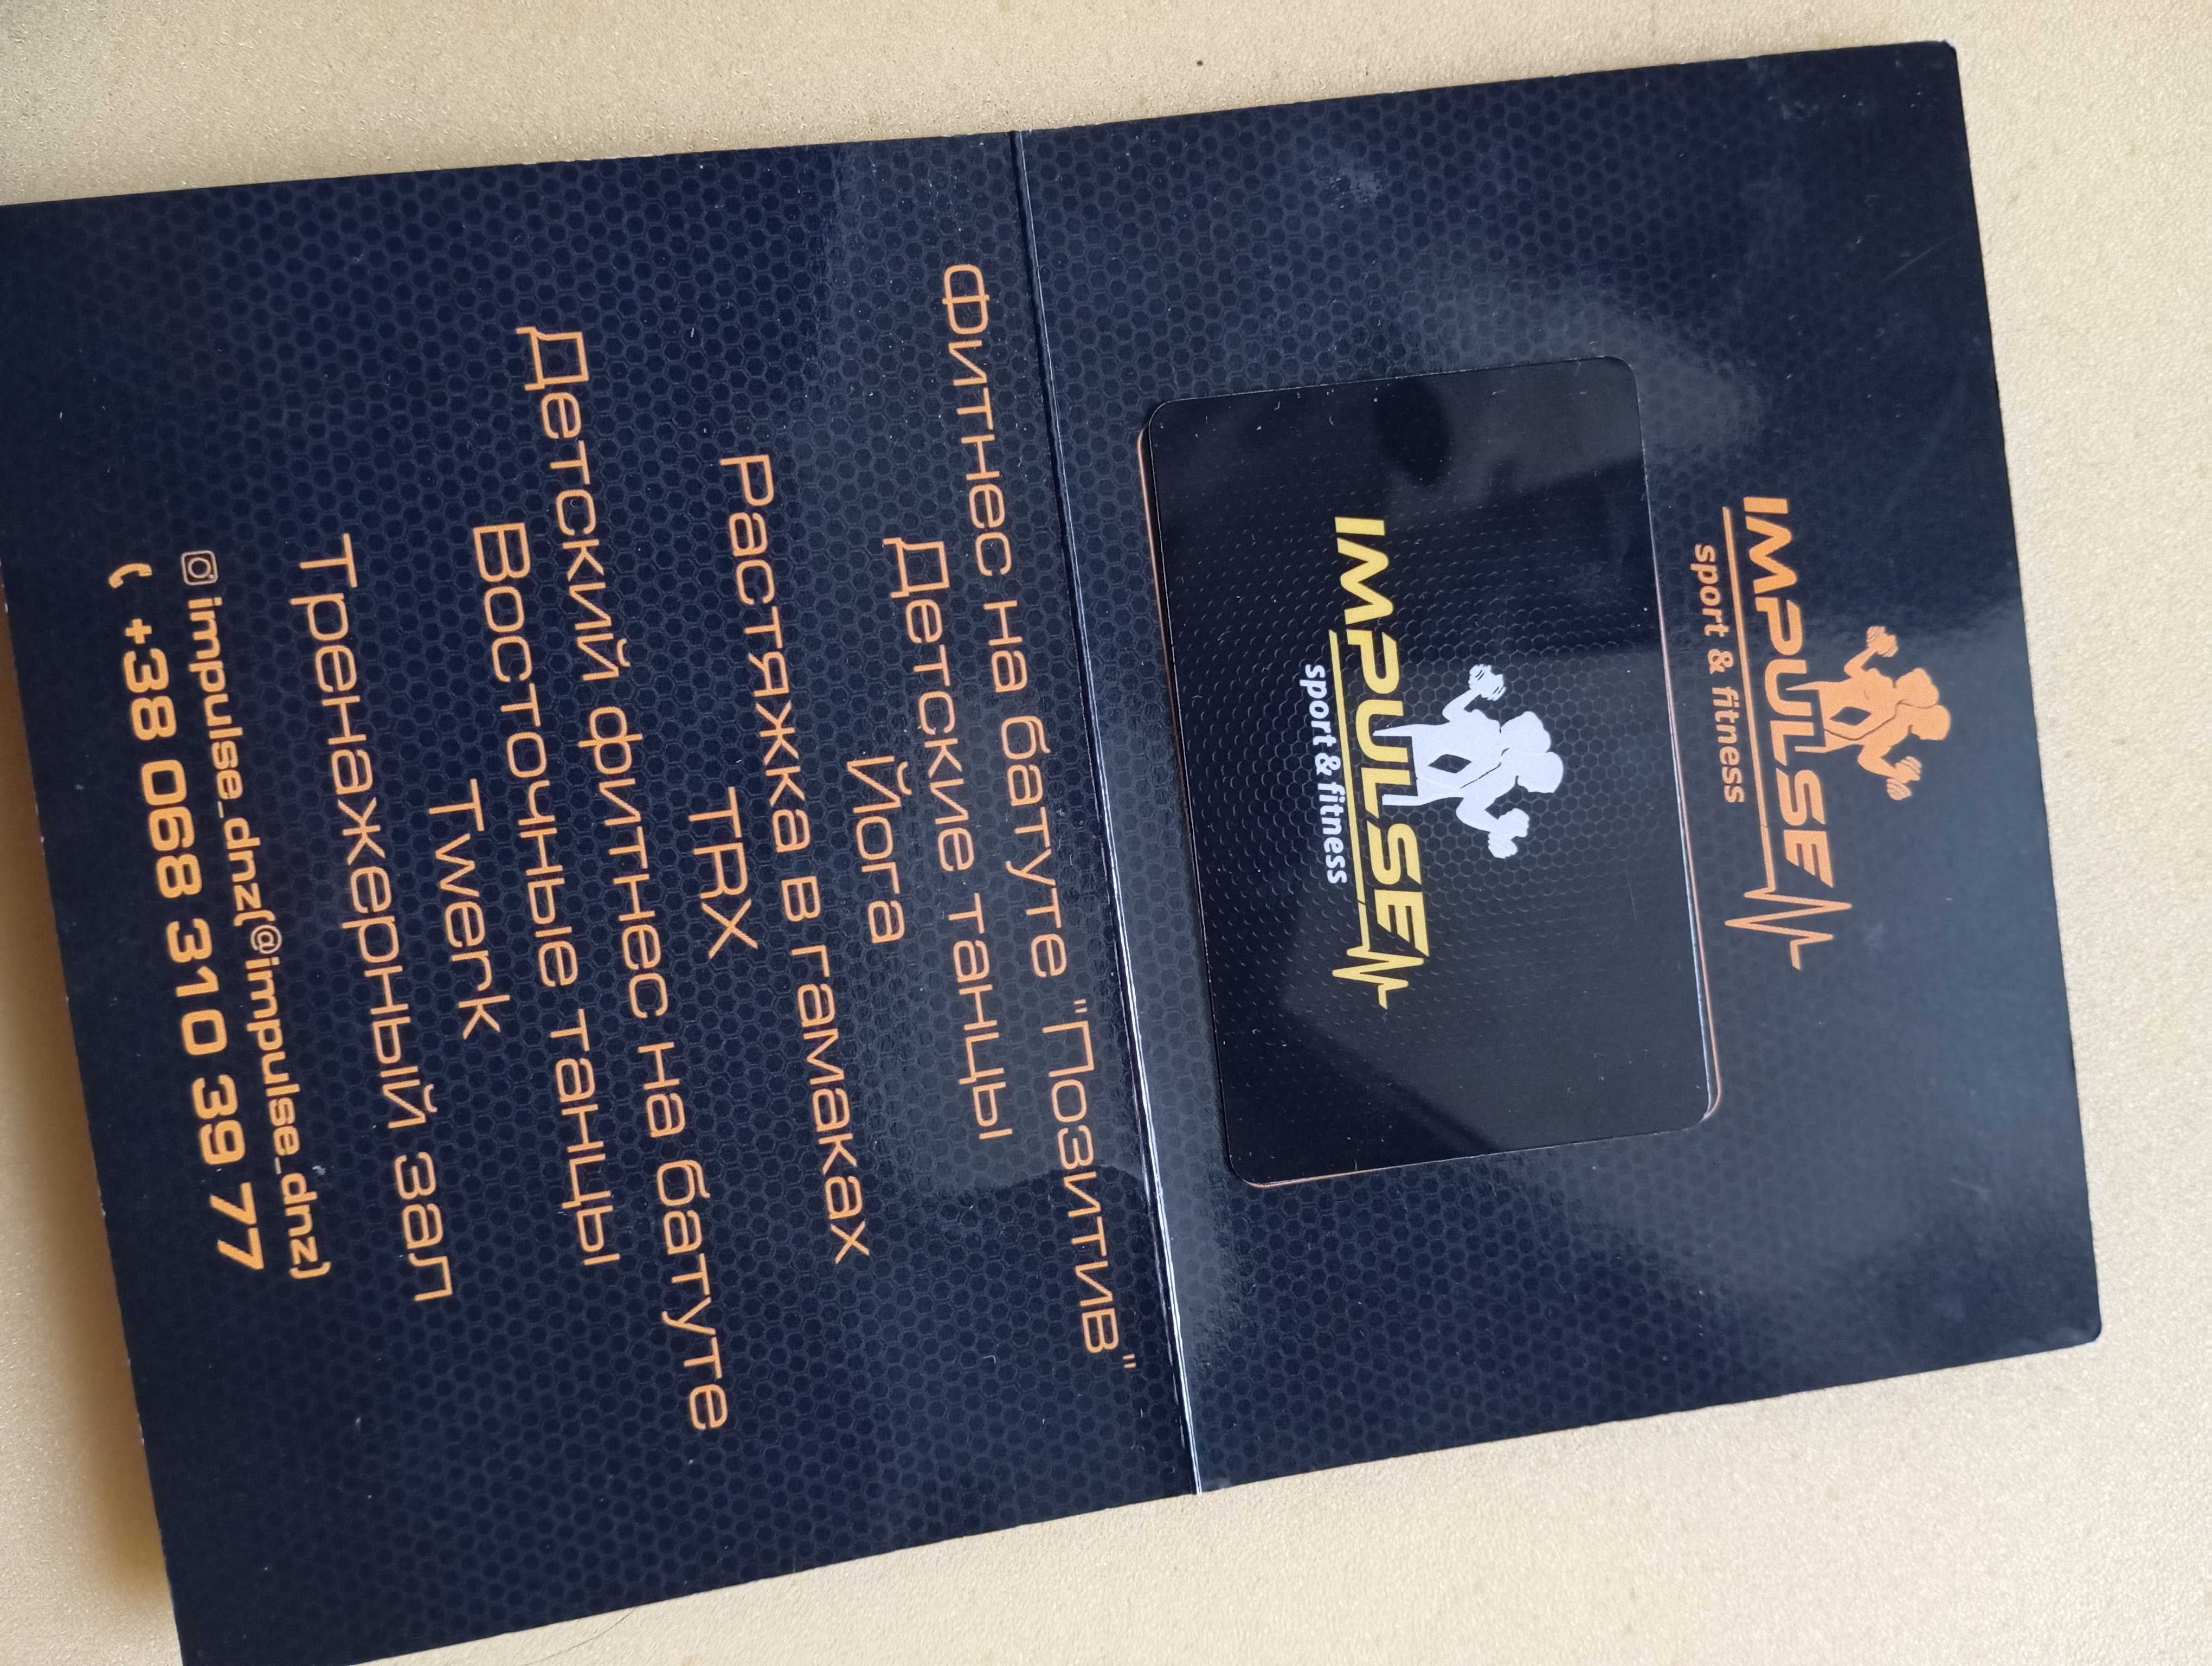 IMPULSE
sport & fitness
IMPULSE
sport & fitness
Фитнес на батуте "Позитив"
Детские танцы
Йога
Растяжка в гамаках
TRX
Детский фитнес на батуте
Восточные танцы
Twerk
Тренажерный зал
impulse_dnz(@impulse_dnz)
+38 068 310 39 77